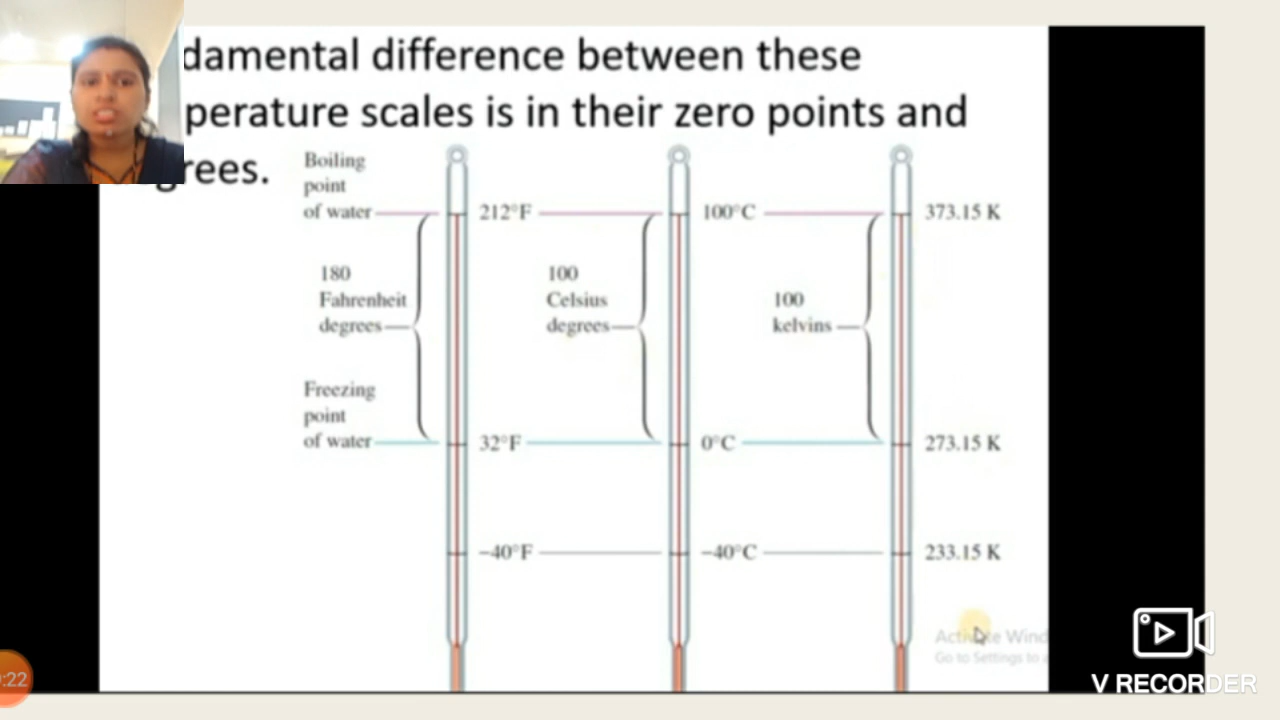 damental difference between these
perature scales is in their zero points and
grees.
Boiling
point
of water
212°F
100°C
373.15 K
180
Fahrenheit
degrees
100
Celsius
degrees
100
kelvins
Freezing
point
of water
32°F
0°C
273.15 K
-40°F
-40°C
233.15 K
Activate Wind
Go to Settings to a
:22
V RECORDER